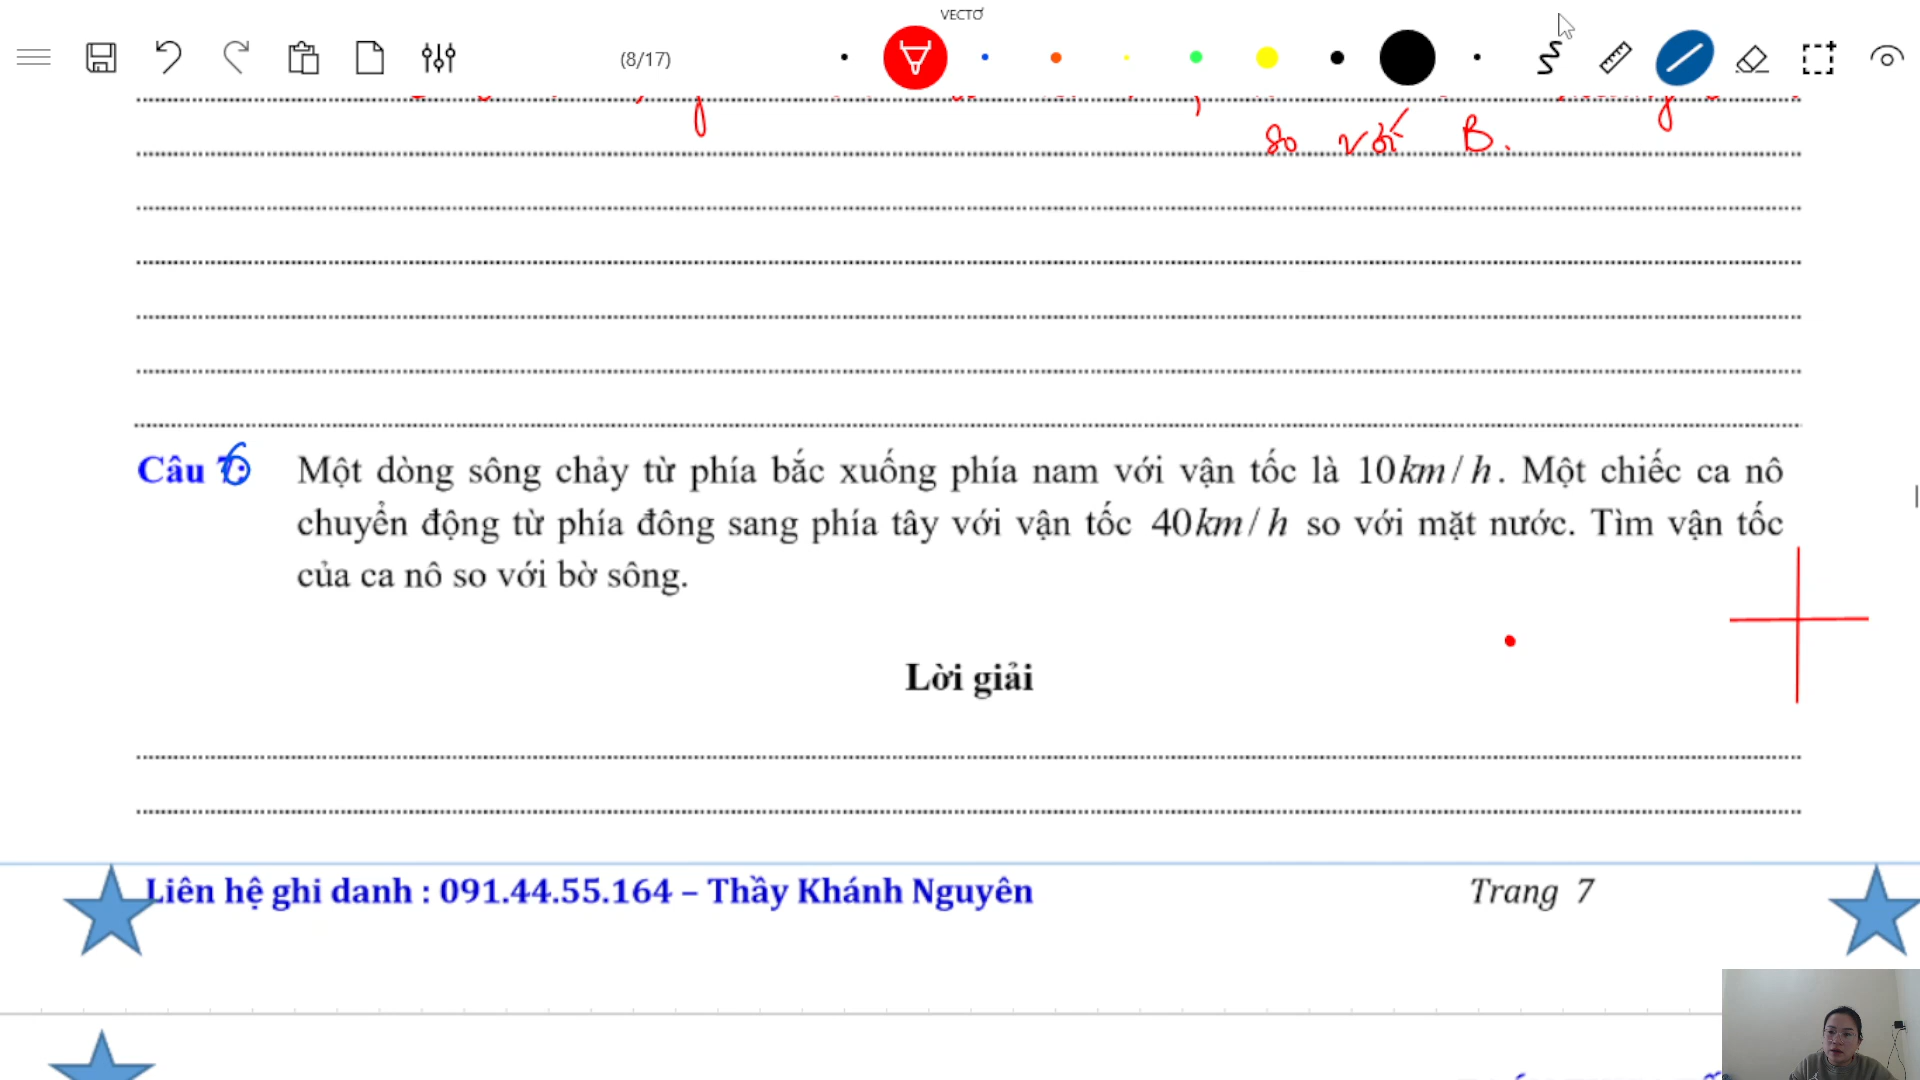 VECTƠ
(8/17)
so với B.
Câu 6 Một dòng sông chảy từ phía bắc xuống phía nam với vận tốc là 10km/h. Một chiếc ca nô
chuyển động từ phía đông sang phía tây với vận tốc 40km/h so với mặt nước. Tìm vận tốc
của ca nô so với bờ sông.
Lời giải
Liên hệ ghi danh : 091.44.55.164 – Thầy Khánh Nguyên
Trang 7